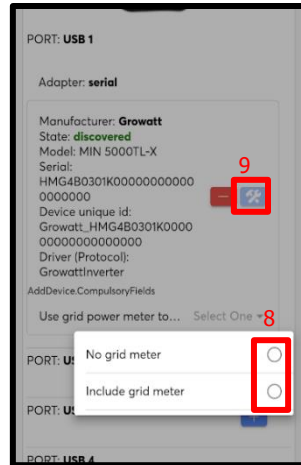 PORT: USB 1
Adapter: serial
Manufacturer: Growatt
State: discovered
Model: MIN 5000TL-X
Serial:
HMG4B0301K00000000000
0000000
Device unique id:
Growatt_HMG4B0301K0000
00000000000000
Driver (Protocol):
GrowattInverter
9
AddDevice.CompulsoryFields
Use grid power meter to... Select One
8
PORT: US
No grid meter
Include grid meter
PORT: US
PORT: USB 4